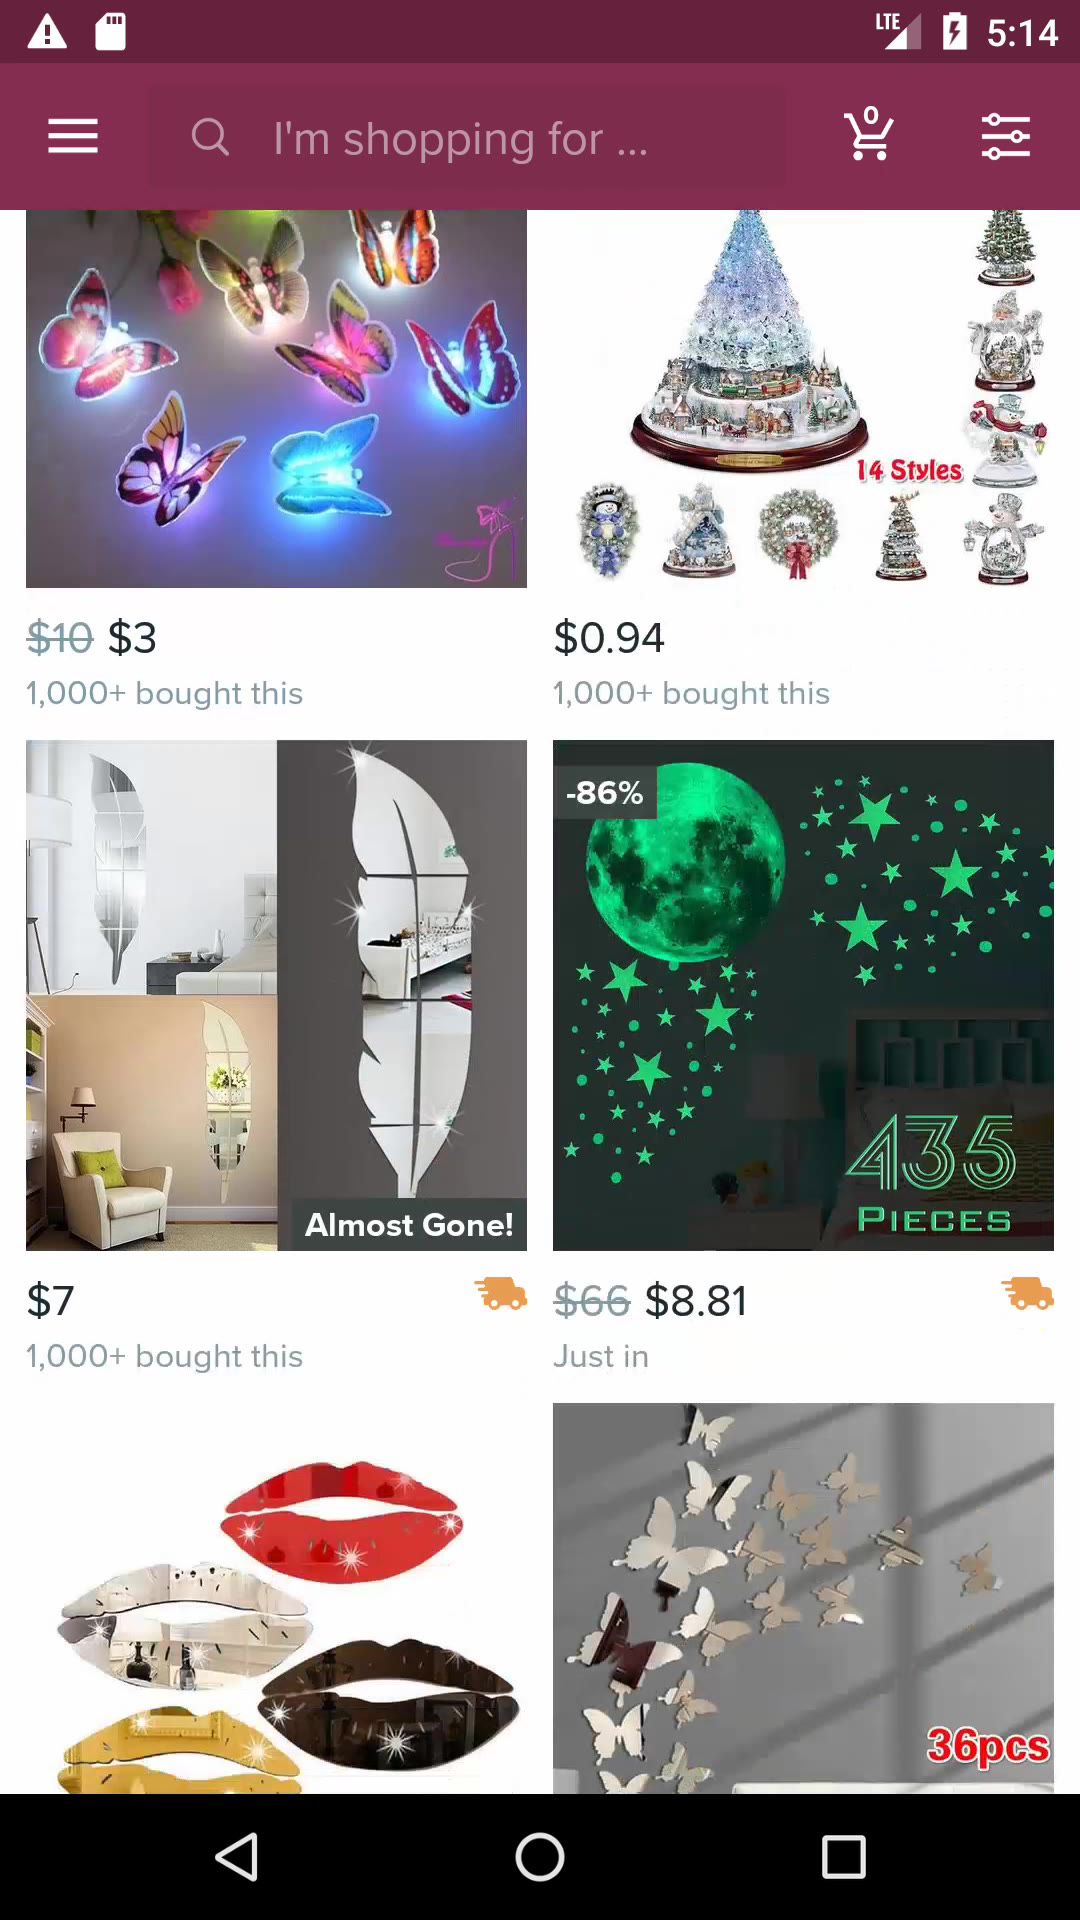 LTE 5:14
0
I'm shopping for ...
14 Styles
$10 $3
$0.94
1,000+ bought this
1,000+ bought this
-86%
435
PIECES
Almost Gone!
$7
$66 $8.81
1,000+ bought this
Just in
36pcs